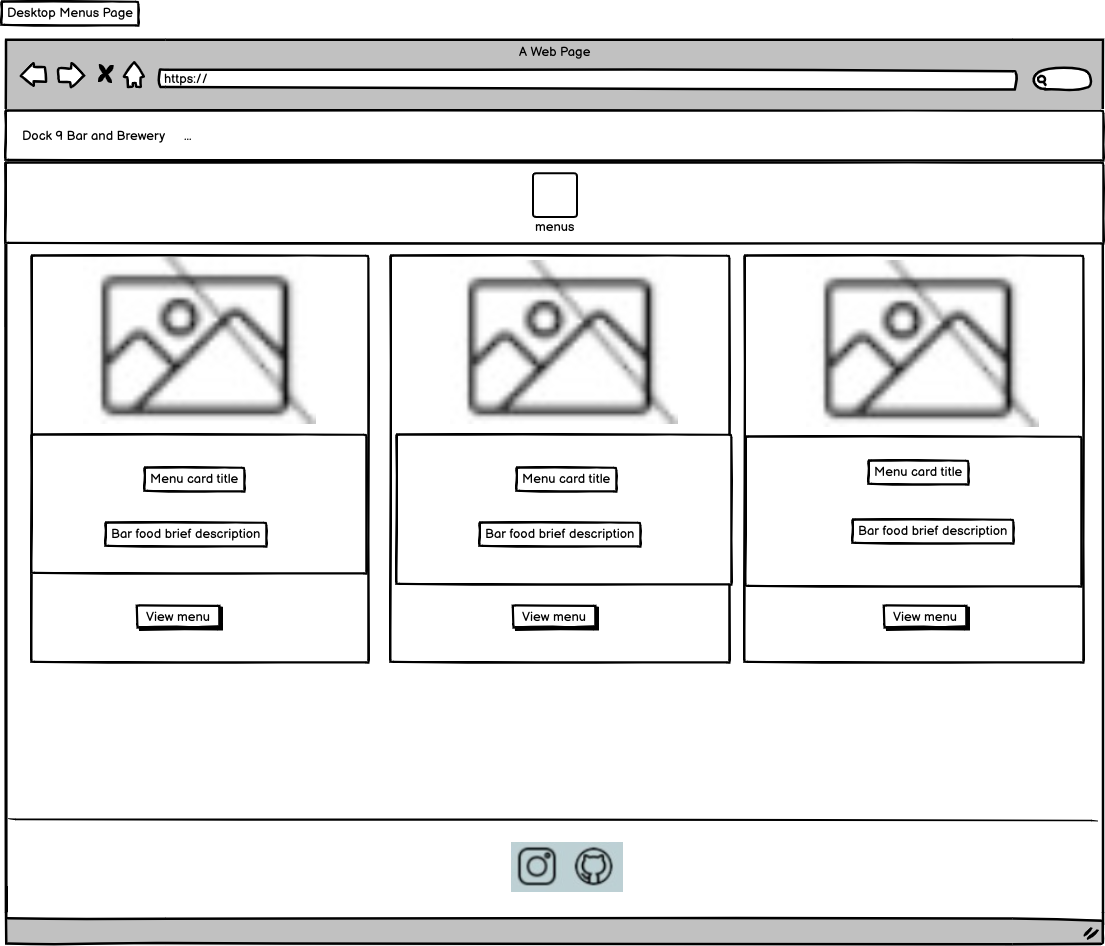 Desktop Menus Page
A Web Page
https://
Dock 9 Bar and Brewery ...
menus
Menu card title
Menu card title
Menu card title
Bar food brief description
Bar food brief description
Bar food brief description
View menu
View menu
View menu